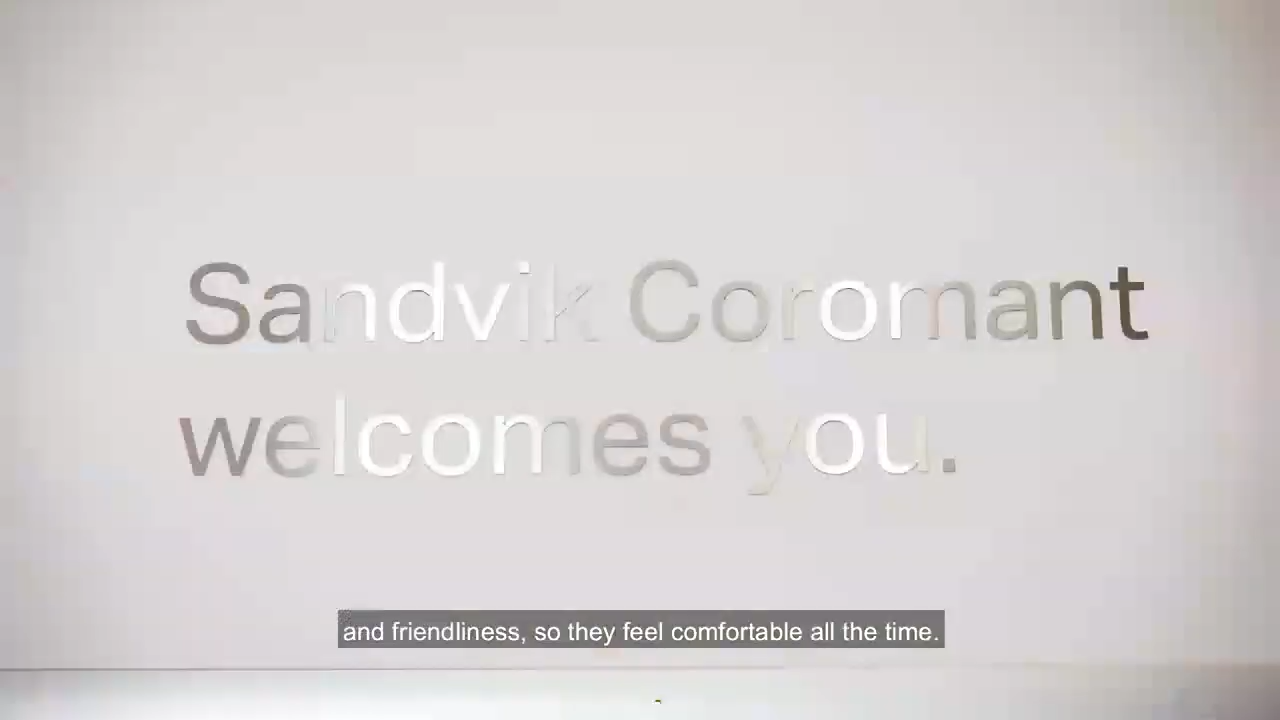 Sandvik Coromant
welcomes you.
and friendliness, so they feel comfortable all the time.